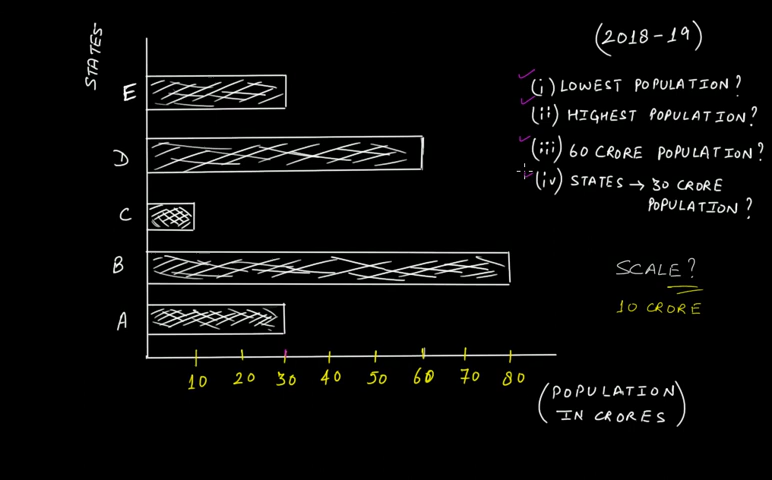 STATES
(2018-19)
(i) LOWEST POPULATION?
(ii) HIGHEST POPULATION?
(iii) 60 CRORE POPULATION?
(iv) STATES → 30 CRORE
POPULATION?
E
D
C
B
A
SCALE?
10 CRORE
10 20 30 40 50 60 70 80
(POPULATION
IN CRORES)